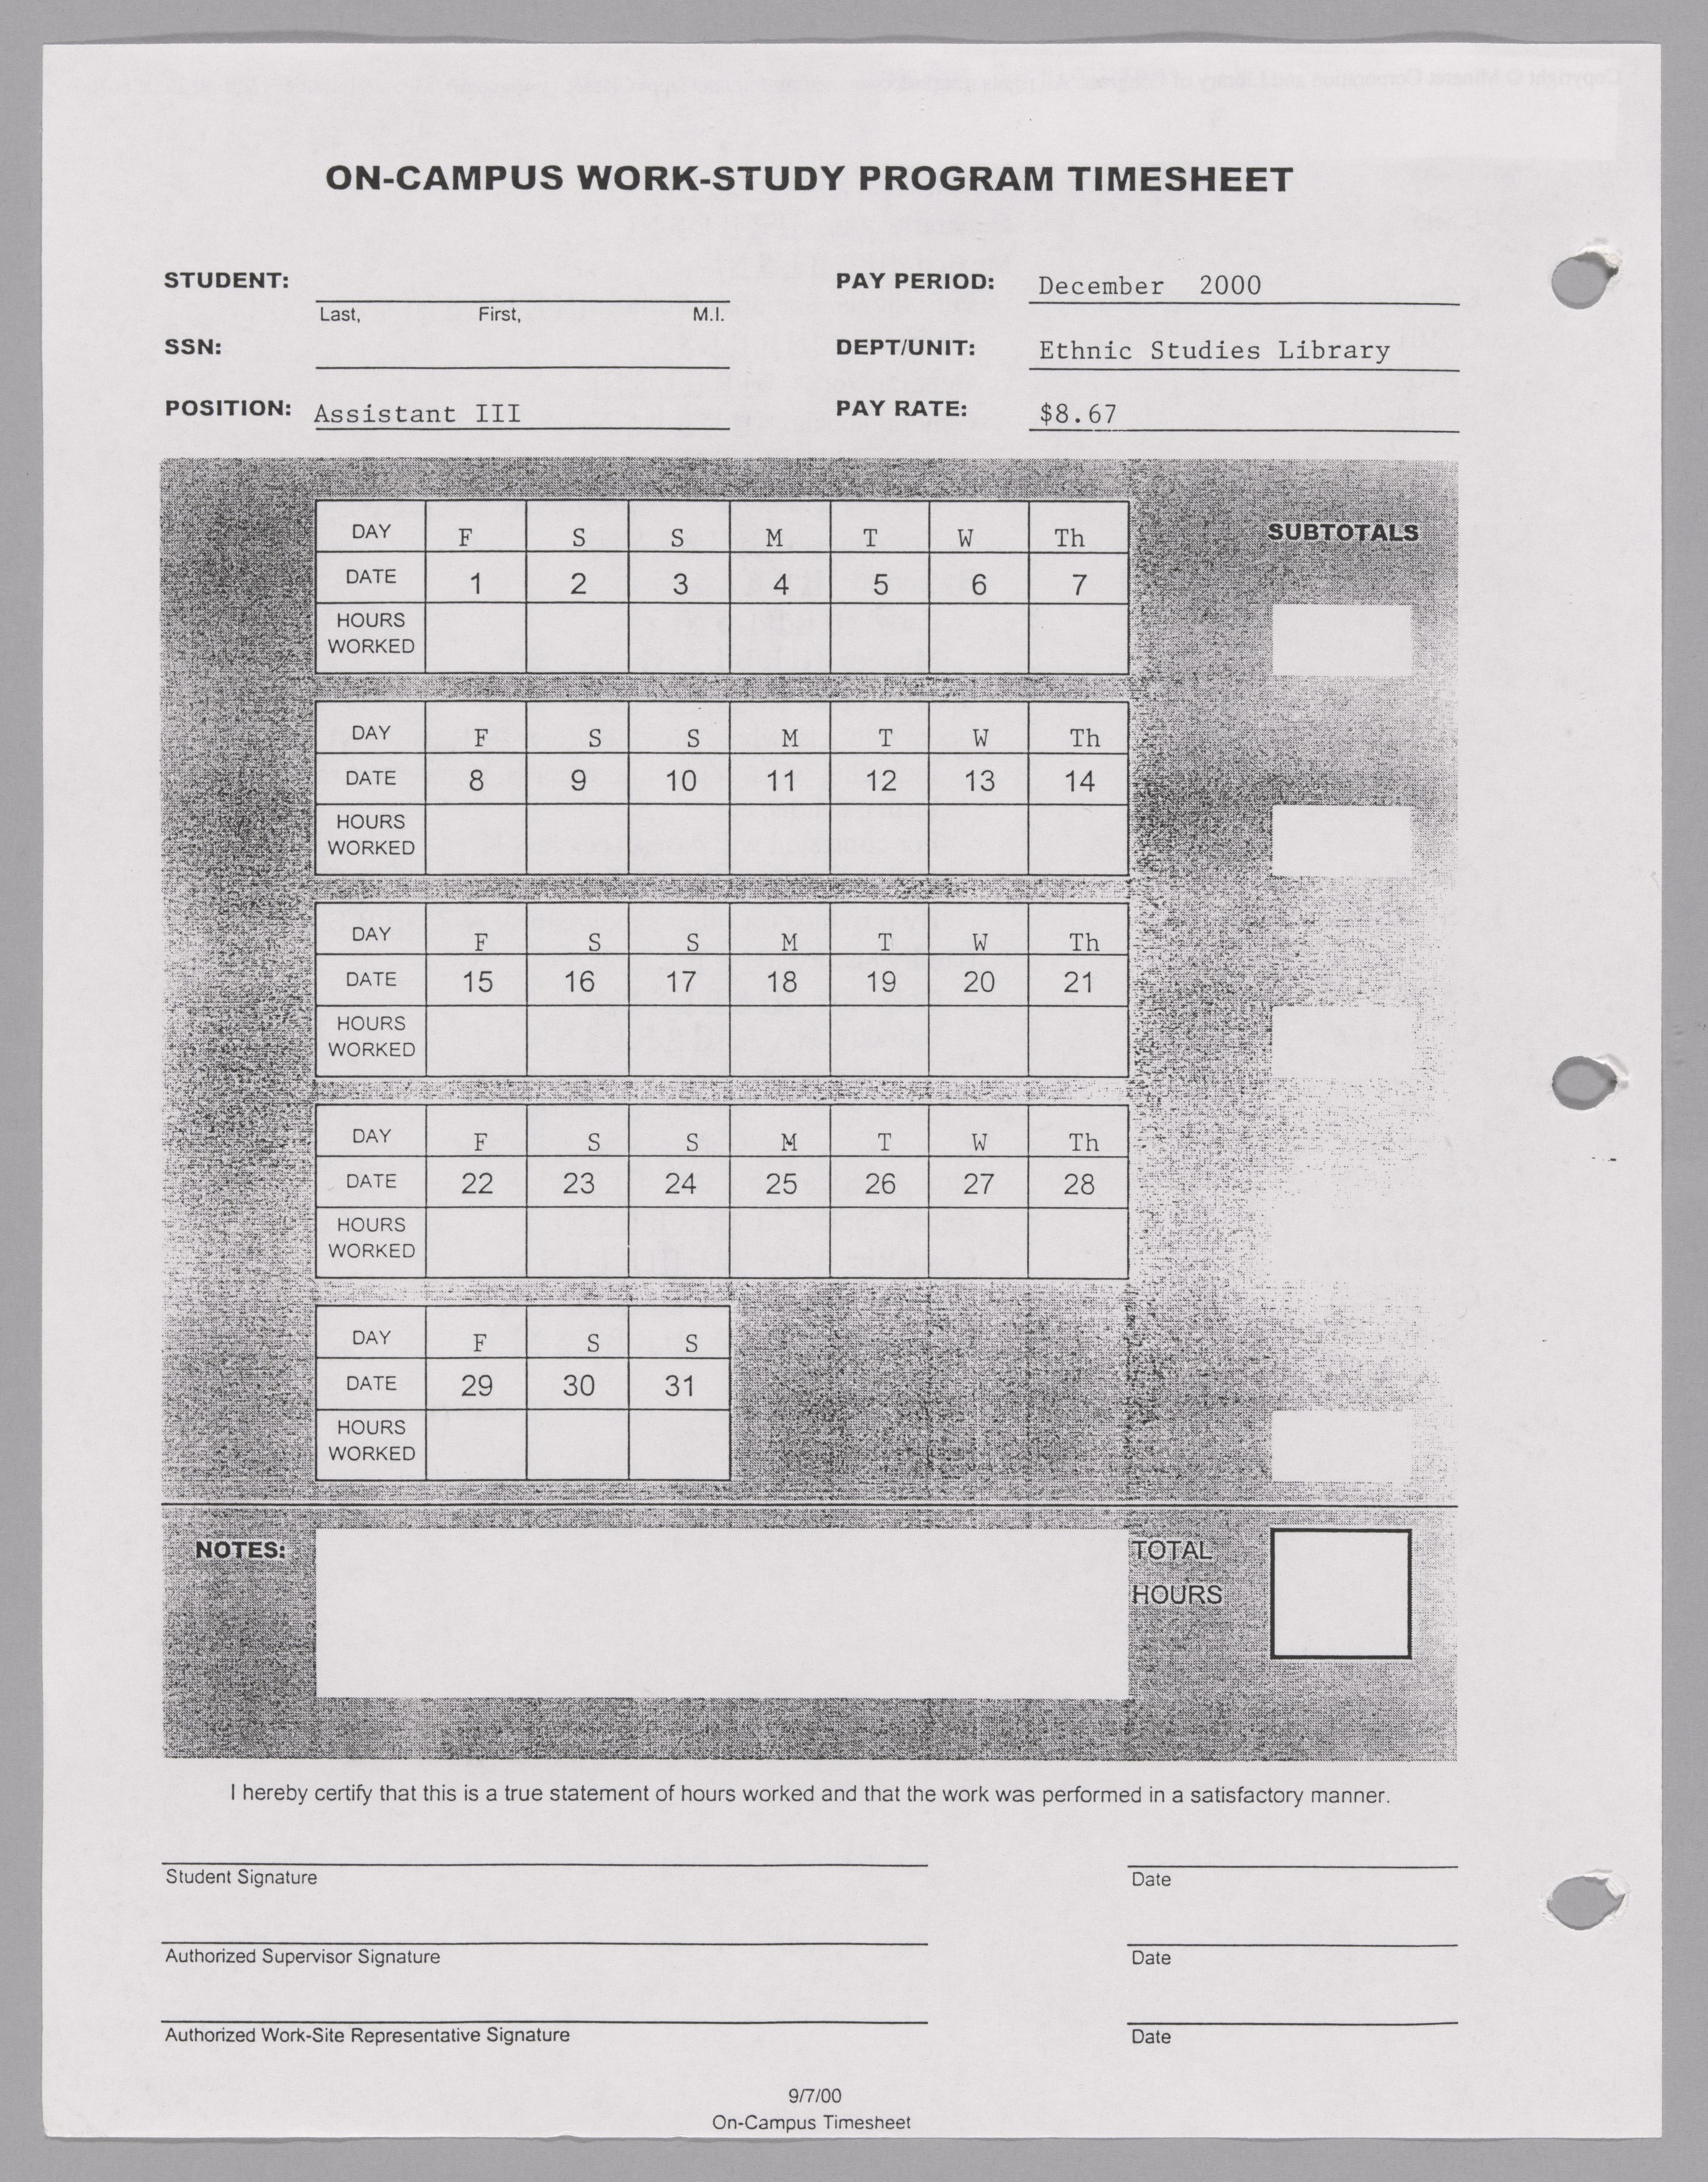 ON-CAMPUS WORK-STUDY PROGRAM TIMESHEET
STUDENT:
Last, First, M.I.
PAY PERIOD: December 2000
SSN:
DEPT/UNIT: Ethnic Studies Library
POSITION: Assistant III
PAY RATE: $8.67
SUBTOTALS
DAY F S S M T W Th
DATE 1 2 3 4 5 6 7
HOURS
WORKED
DAY F S S M T W Th
DATE 8 9 10 11 12 13 14
HOURS
WORKED
DAY F S S M T W Th
DATE 15 16 17 18 19 20 21
HOURS
WORKED
DAY F S S M T W Th
DATE 22 23 24 25 26 27 28
HOURS
WORKED
DAY F S S
DATE 29 30 31
HOURS
WORKED
NOTES:
TOTAL
HOURS
I hereby certify that this is a true statement of hours worked and that the work was performed in a satisfactory manner.
Student Signature Date
Authorized Supervisor Signature Date
Authorized Work-Site Representative Signature Date
9/7/00
On-Campus Timesheet